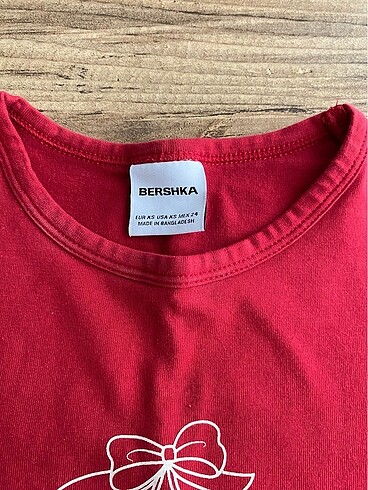 BERSHKA
EUR XS USA XS MEX 24
MADE IN BANGLADESH